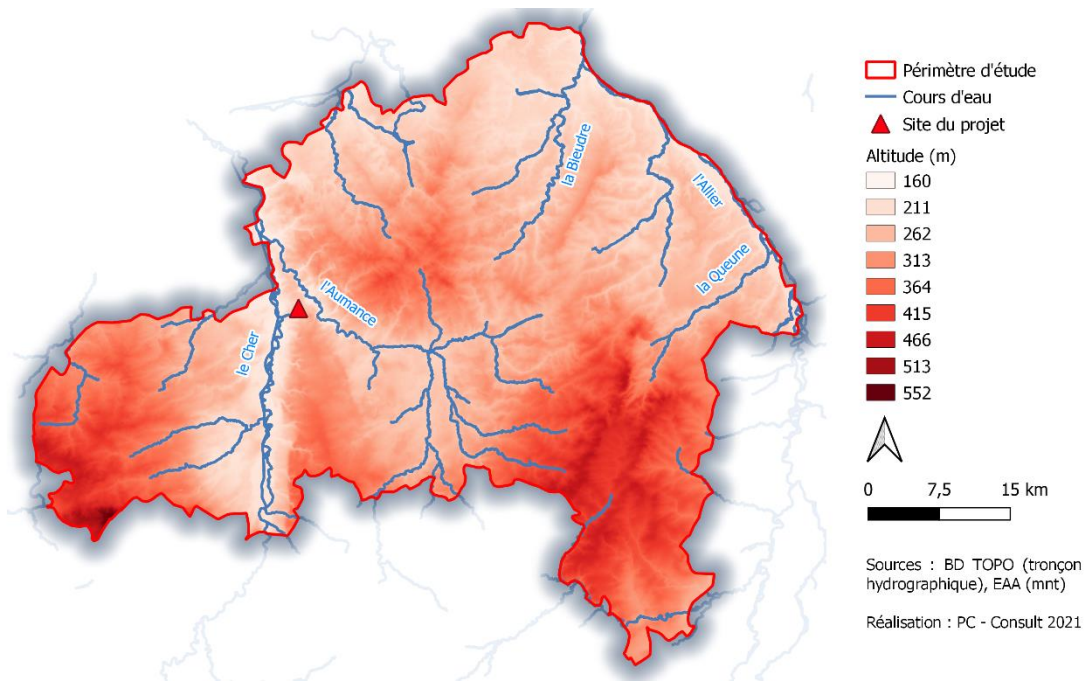 Périmètre d'étude
Cours d'eau
Site du projet
Altitude (m)
160
211
262
313
364
415
466
513
552
0 7,5 15 km
Sources : BD TOPO (tronçon
hydrographique), EAA (mnt)
Réalisation : PC - Consult 2021
la Bieudre
l'Allier
la Queune
l'Aumance
le Cher